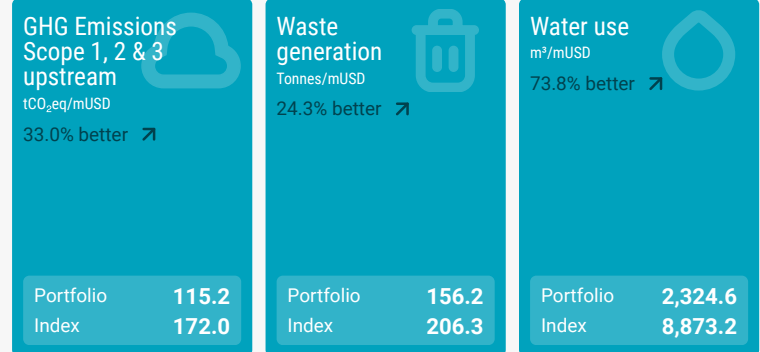 GHG Emissions
Scope 1, 2 & 3
upstream
tCO₂eq/mUSD
33.0% better
Portfolio 115.2
Index 172.0
Waste
generation
Tonnes/mUSD
24.3% better
Portfolio 156.2
Index 206.3
Water use
m³/mUSD
73.8% better
Portfolio 2,324.6
Index 8,873.2